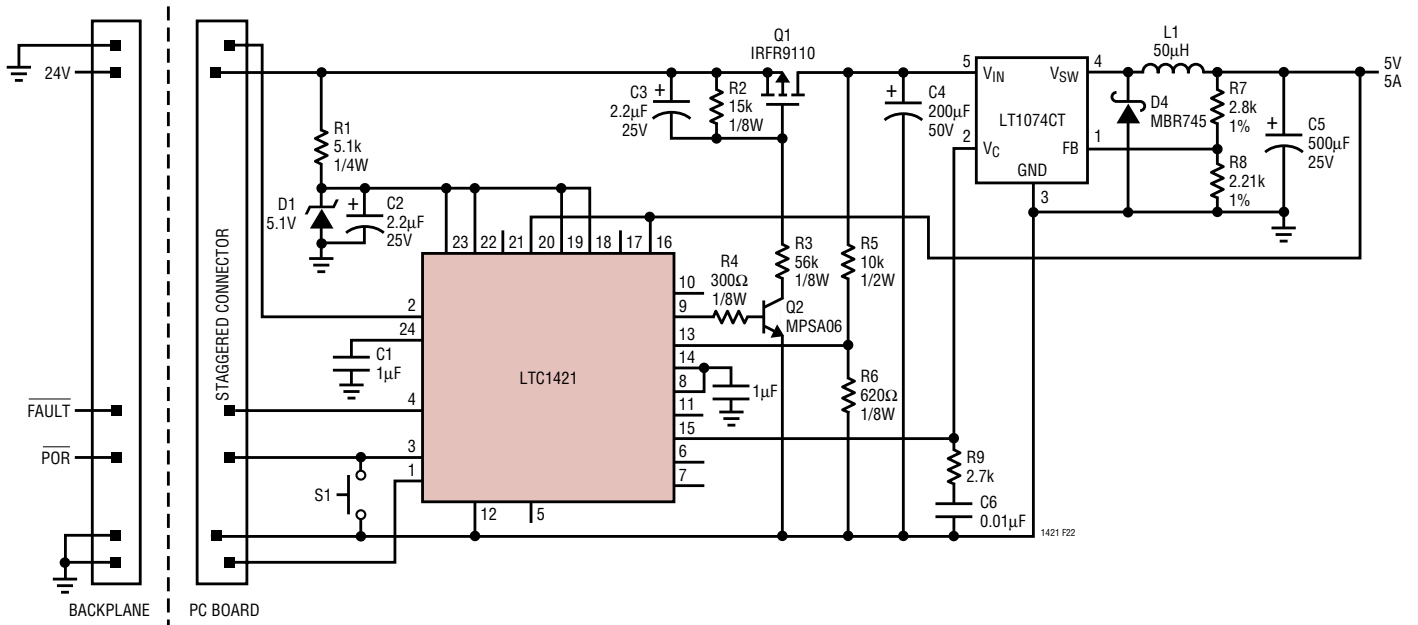 24V
FAULT
POR
BACKPLANE
PC BOARD
STAGGERED CONNECTOR
R1
5.1k
1/4W
D1
5.1V
C2
2.2µF
25V
+
C1
1µF
S1
LTC1421
23
22
21
20
19
18
17
16
2
24
4
3
1
12
5
10
9
13
14
8
11
15
6
7
C3
2.2µF
25V
+
R2
15k
1/8W
Q1
IRFR9110
R4
300Ω
1/8W
R3
56k
1/8W
Q2
MPSA06
1µF
R5
10k
1/2W
R6
620Ω
1/8W
C4
200µF
50V
+
5
VIN
VSW
4
LT1074CT
2
VC
FB
1
GND
3
R9
2.7k
C6
0.01µF
L1
50µH
D4
MBR745
R7
2.8k
1%
R8
2.21k
1%
C5
500µF
25V
+
5V
5A
1421 F22